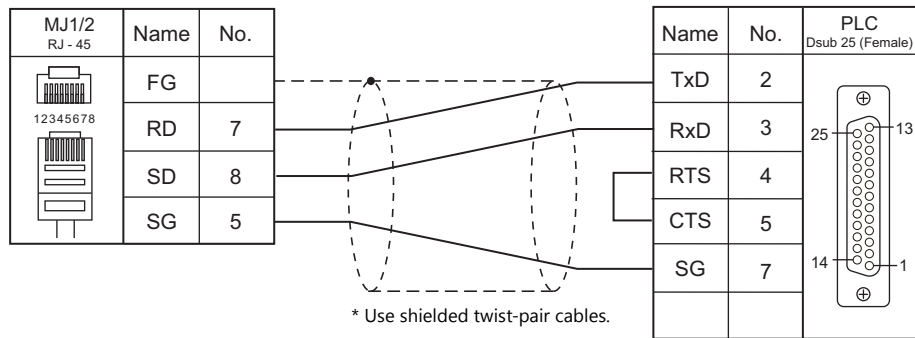 MJ1/2
RJ - 45
Name No.
12345678
FG
RD 7
SD 8
SG 5
Name No.
PLC
Dsub 25 (Female)
TxD 2
RxD 3
RTS 4
CTS 5
SG 7
25 13
14 1
* Use shielded twist-pair cables.